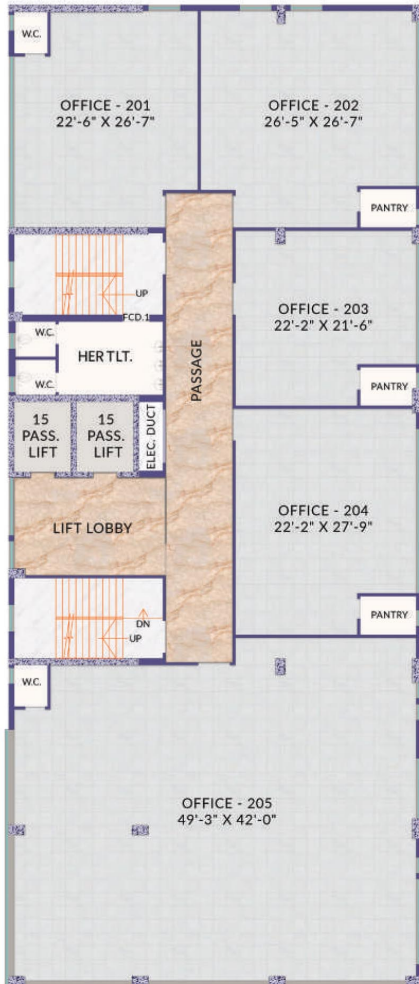 W.C.
OFFICE - 201
22'-6" X 26'-7"
OFFICE - 202
26'-5" X 26'-7"
PANTRY
UP
FCD.1
W.C.
HER TLT.
W.C.
PASSAGE
OFFICE - 203
22'-2" X 21'-6"
PANTRY
15
PASS.
LIFT
15
PASS.
LIFT
ELEC. DUCT
LIFT LOBBY
OFFICE - 204
22'-2" X 27'-9"
DN
UP
PANTRY
W.C.
OFFICE - 205
49'-3" X 42'-0"